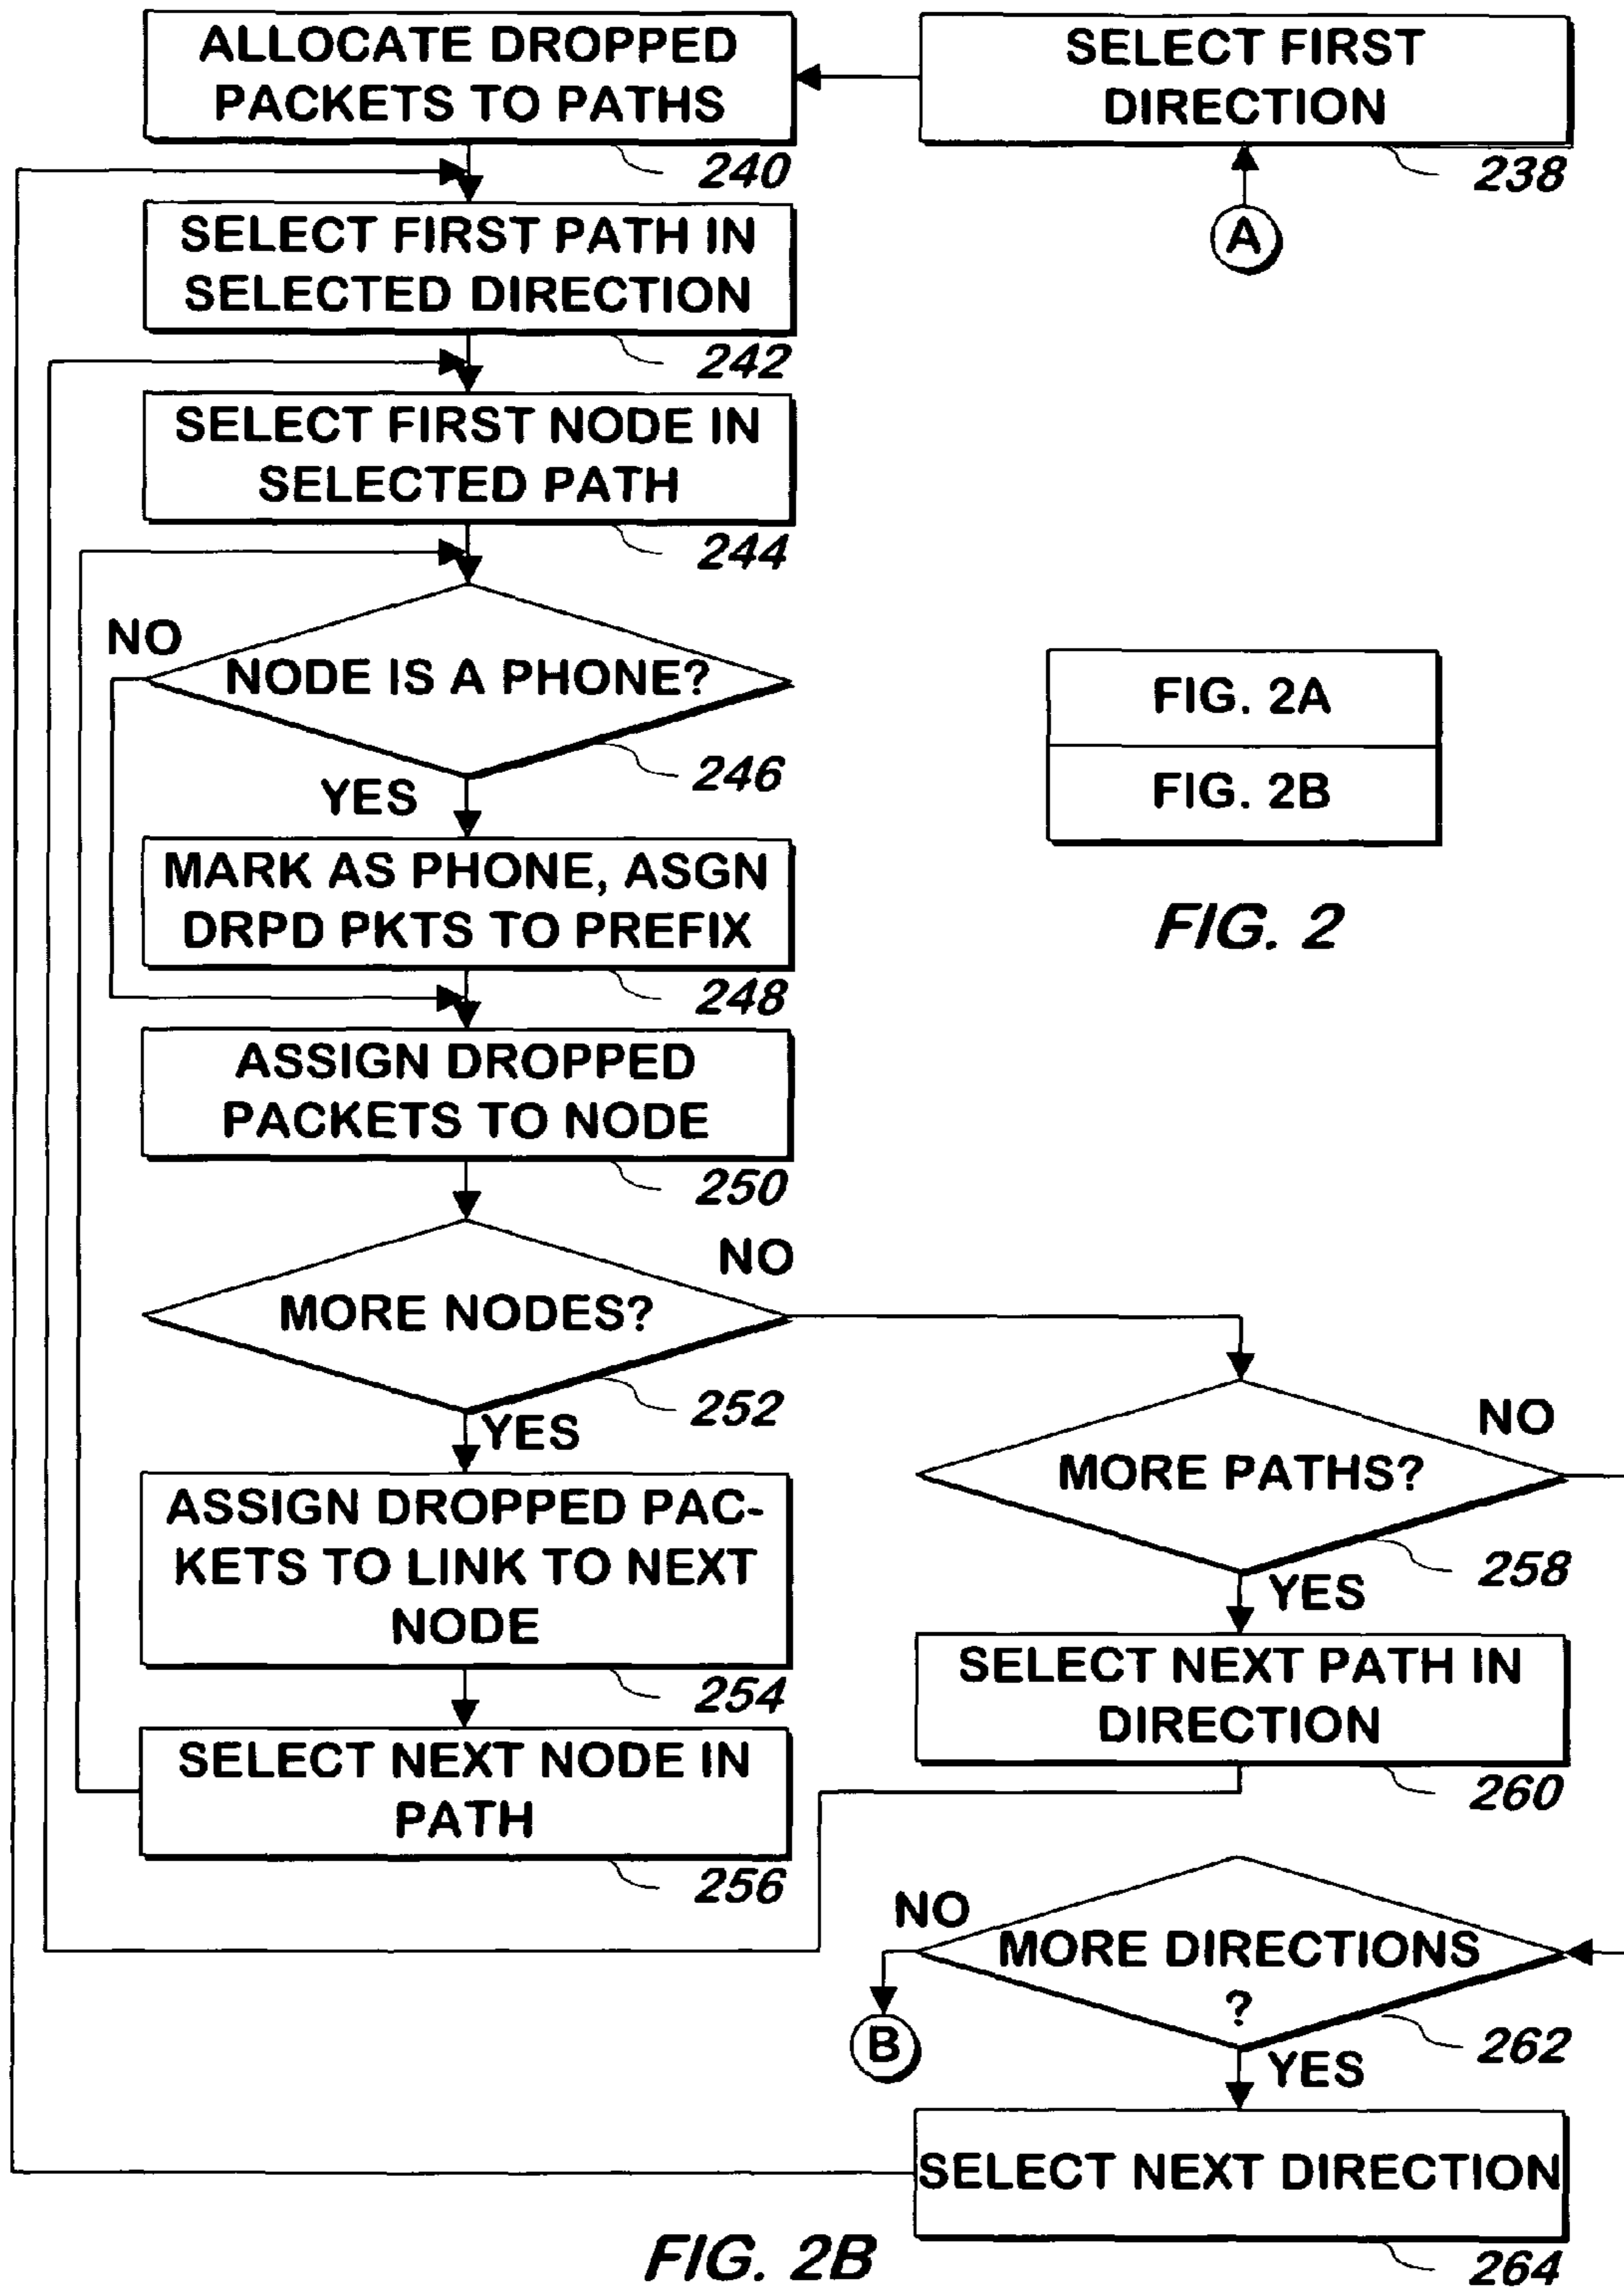 ALLOCATE DROPPED
PACKETS TO PATHS
240
SELECT FIRST
DIRECTION
238
A
SELECT FIRST PATH IN
SELECTED DIRECTION
242
SELECT FIRST NODE IN
SELECTED PATH
244
NO
NODE IS A PHONE?
246
YES
MARK AS PHONE, ASGN
DRPD PKTS TO PREFIX
248
FIG. 2A
FIG. 2B
FIG. 2
ASSIGN DROPPED
PACKETS TO NODE
250
NO
MORE NODES?
252
YES
ASSIGN DROPPED PAC-
KETS TO LINK TO NEXT
NODE
254
SELECT NEXT NODE IN
PATH
256
NO
MORE PATHS?
258
YES
SELECT NEXT PATH IN
DIRECTION
260
NO
MORE DIRECTIONS
?
262
B
YES
SELECT NEXT DIRECTION
264
FIG. 2B